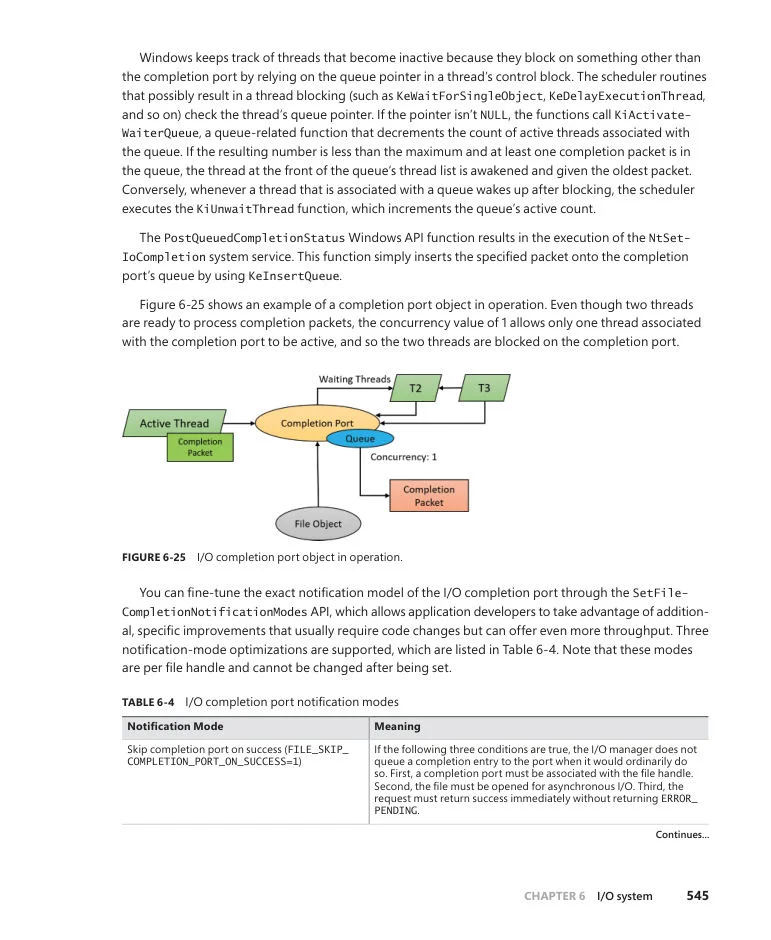 Windows keeps track of threads that become inactive because they block on something other than
the completion port by relying on the queue pointer in a thread's control block. The scheduler routines
that possibly result in a thread blocking (such as KeWaitForSingleObject, KeDelayExecutionThread,
and so on) check the thread's queue pointer. If the pointer isn't NULL, the functions call KiActivate-
WaiterQueue, a queue-related function that decrements the count of active threads associated with
the queue. If the resulting number is less than the maximum and at least one completion packet is in
the queue, the thread at the front of the queue's thread list is awakened and given the oldest packet.
Conversely, whenever a thread that is associated with a queue wakes up after blocking, the scheduler
executes the KiUnwaitThread function, which increments the queue's active count.
The PostQueuedCompletionStatus Windows API function results in the execution of the NtSet-
IoCompletion system service. This function simply inserts the specified packet onto the completion
port's queue by using KeInsertQueue.
Figure 6-25 shows an example of a completion port object in operation. Even though two threads
are ready to process completion packets, the concurrency value of 1 allows only one thread associated
with the completion port to be active, and so the two threads are blocked on the completion port.
Waiting Threads
T2
T3
Active Thread
Completion Port
Completion
Packet
Queue
Concurrency: 1
Completion
Packet
File Object
FIGURE 6-25 I/O completion port object in operation.
You can fine-tune the exact notification model of the I/O completion port through the SetFile-
CompletionNotificationModes API, which allows application developers to take advantage of addition-
al, specific improvements that usually require code changes but can offer even more throughput. Three
notification-mode optimizations are supported, which are listed in Table 6-4. Note that these modes
are per file handle and cannot be changed after being set.
TABLE 6-4 I/O completion port notification modes
Notification Mode
Meaning
Skip completion port on success (FILE_SKIP_
COMPLETION_PORT_ON_SUCCESS=1)
If the following three conditions are true, the I/O manager does not
queue a completion entry to the port when it would ordinarily do
so. First, a completion port must be associated with the file handle.
Second, the file must be opened for asynchronous I/O. Third, the
request must return success immediately without returning ERROR_
PENDING.
Continues...
CHAPTER 6 I/O system 545